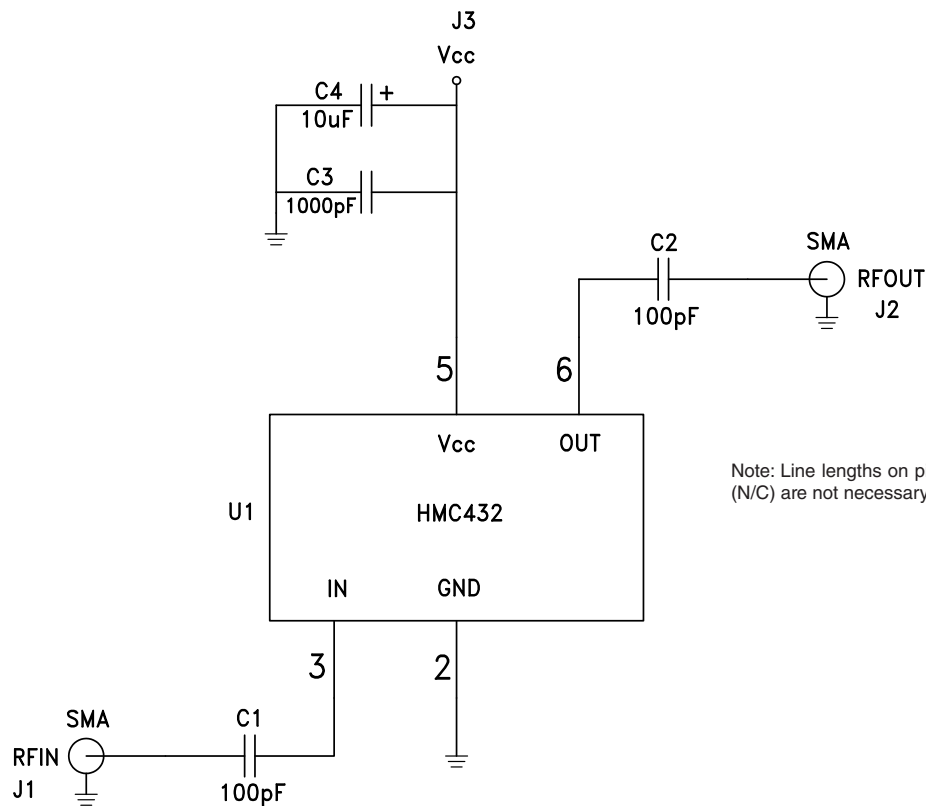 J3
Vcc
C4 +
10uF
C3
1000pF
C2
100pF
SMA
RFOUT
J2
5
6
Vcc OUT
U1
HMC432
IN GND
3
2
Note: Line lengths on
(N/C) are not necessary
SMA
RFIN
J1
C1
100pF